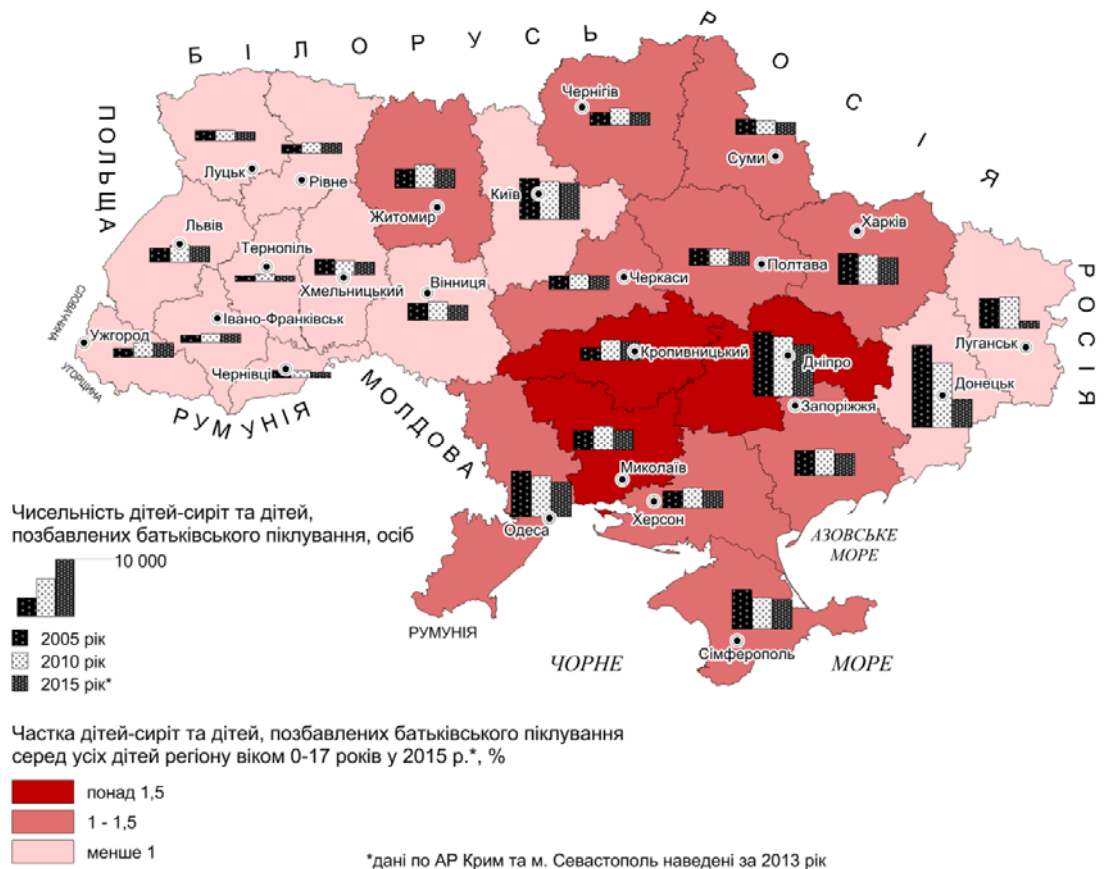 БІЛОРУСЬ
РОСІЯ
ПОЛЬЩА
Чернігів
Суми
Луцьк
Рівне
Житомир
Київ
Львів
Тернопіль
Хмельницький
Вінниця
Черкаси
Полтава
Харків
РОСІЯ
СЛОВАЧЧИНА
Ужгород
Івано-Франківськ
Чернівці
УГОРЩИНА
РУМУНІЯ
МОЛДОВА
Кропивницький
Дніпро
Луганськ
Донецьк
Запоріжжя
Миколаїв
Херсон
Одеса
АЗОВСЬКЕ
МОРЕ
РУМУНІЯ
ЧОРНЕ
МОРЕ
Сімферополь
Чисельність дітей-сиріт та дітей,
позбавлених батьківського піклування, осіб
10 000
2005 рік
2010 рік
2015 рік*
Частка дітей-сиріт та дітей, позбавлених батьківського піклування
серед усіх дітей регіону віком 0-17 років у 2015 р.*, %
понад 1,5
1 - 1,5
менше 1
*дані по АР Крим та м. Севастополь наведені за 2013 рік